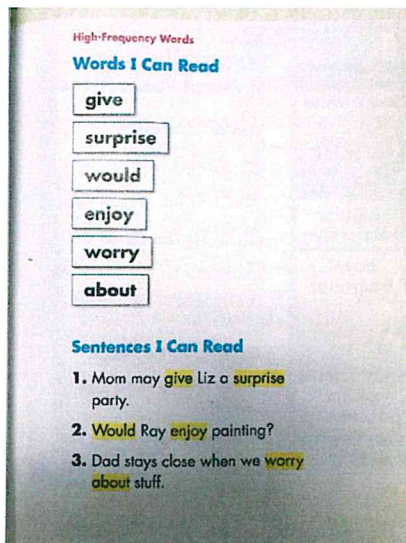 High-Frequency Words
Words I Can Read
give
surprise
would
enjoy
worry
about
Sentences I Can Read
1. Mom may give Liz a surprise
party.
2. Would Ray enjoy painting?
3. Dad stays close when we worry
about stuff.